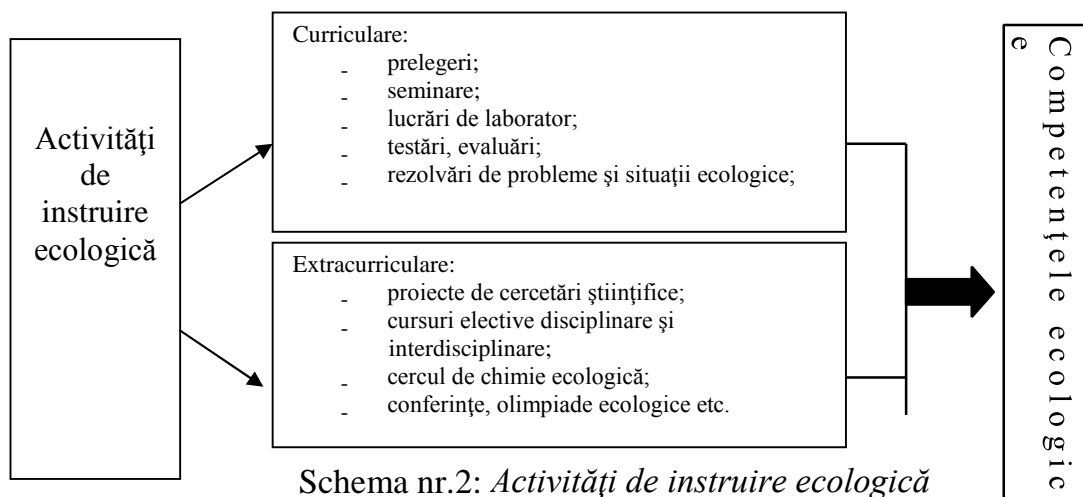 Activităţi
de
instruire
ecologică
Curriculare:
- prelegeri;
- seminare;
- lucrări de laborator;
- testări, evaluări;
- rezolvări de probleme şi situaţii ecologice;
Extracurriculare:
- proiecte de cercetări ştiinţifice;
- cursuri elective disciplinare şi
interdisciplinare;
- cercul de chimie ecologică;
- conferinţe, olimpiade ecologice etc.
Competenţele ecologic
e
Schema nr.2: Activităţi de instruire ecologică